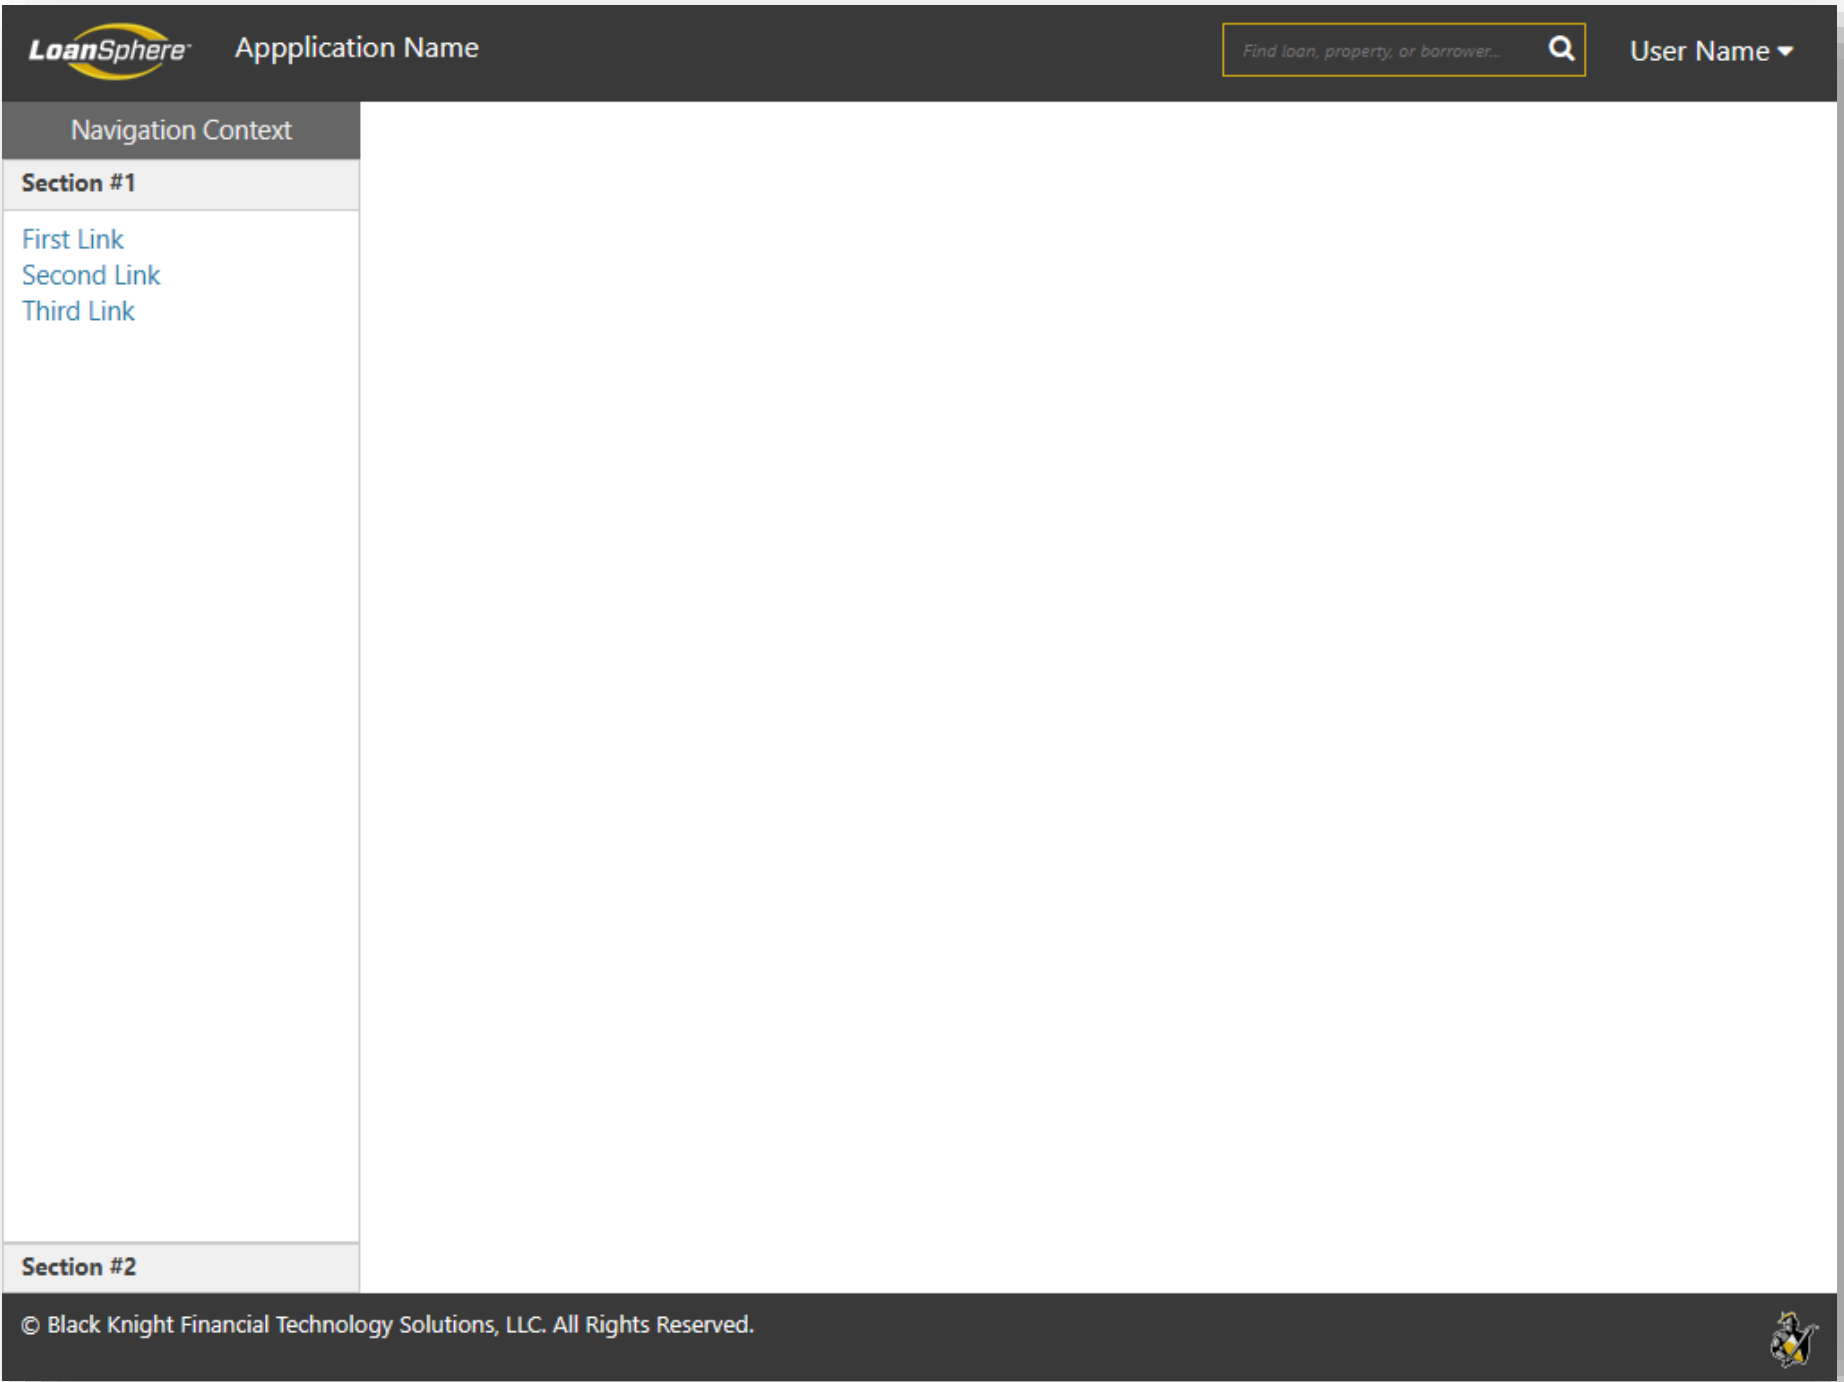 LoanSphere
Appplication Name
Find loan, property, or borrower...
User Name
Navigation Context
Section #1
First Link
Second Link
Third Link
Section #2
© Black Knight Financial Technology Solutions, LLC. All Rights Reserved.